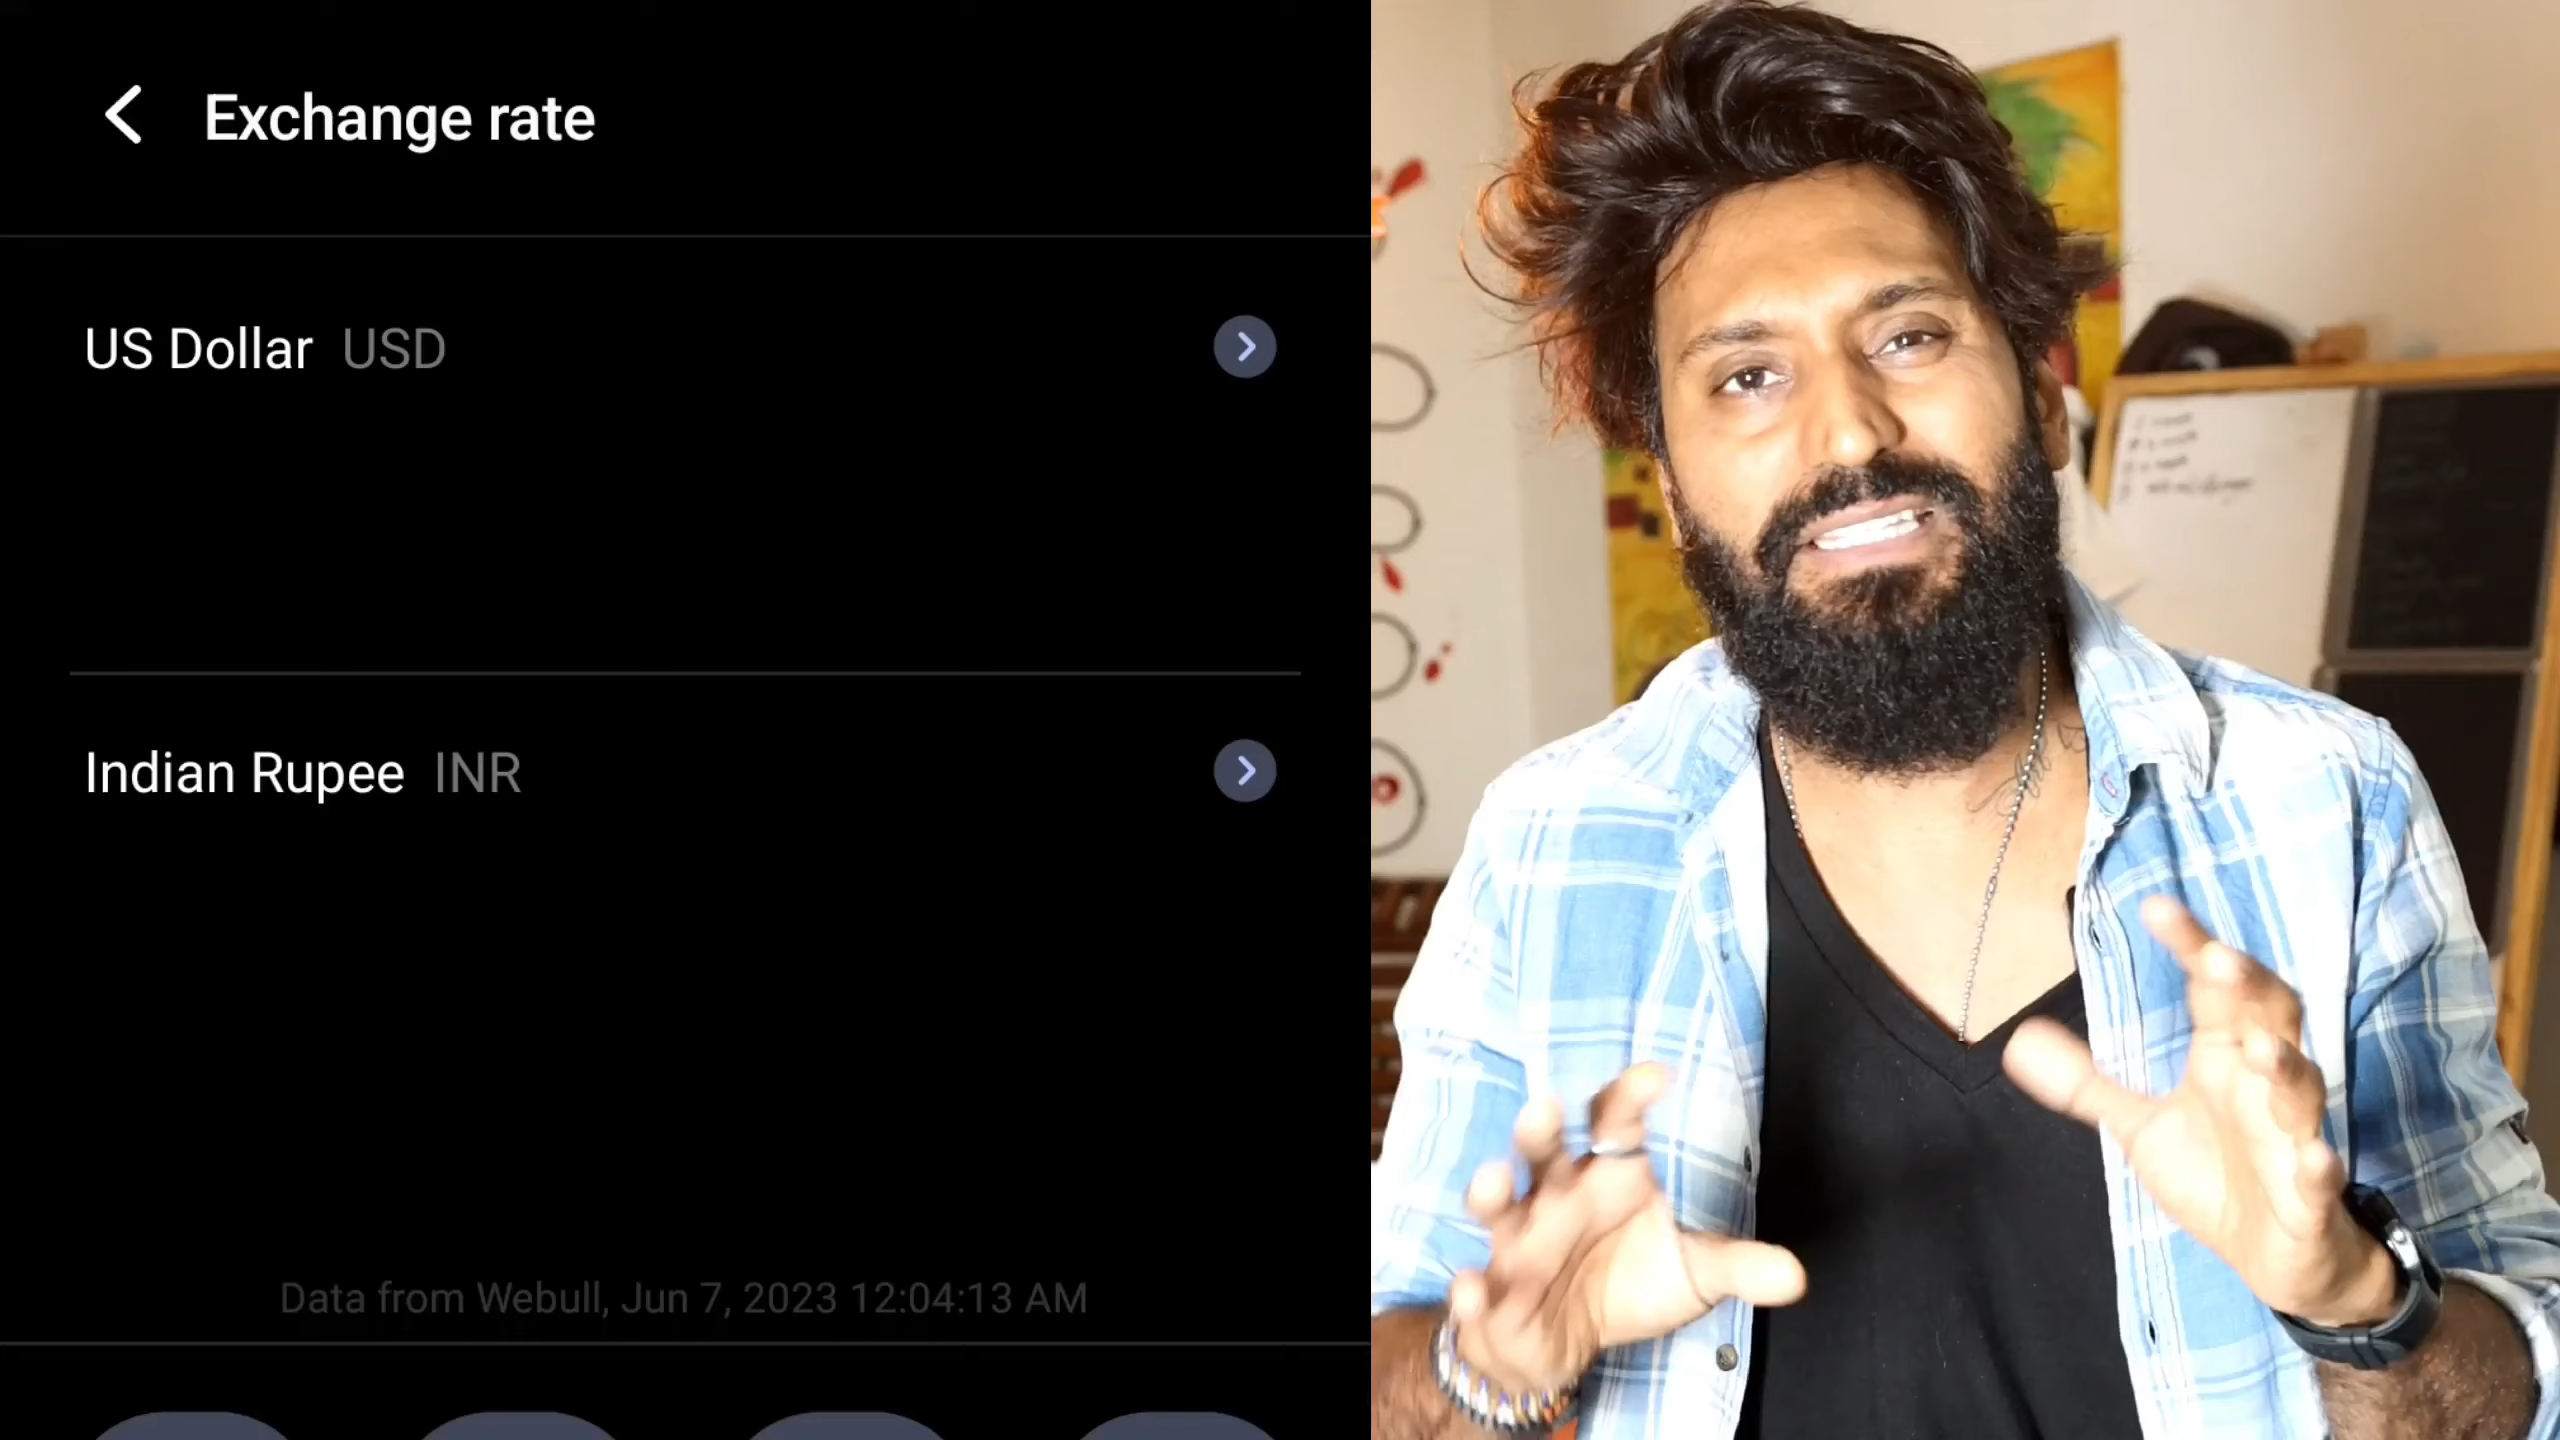 Exchange rate
US Dollar USD
Indian Rupee INR
Data from Webull, Jun 7, 2023 12:04:13 AM